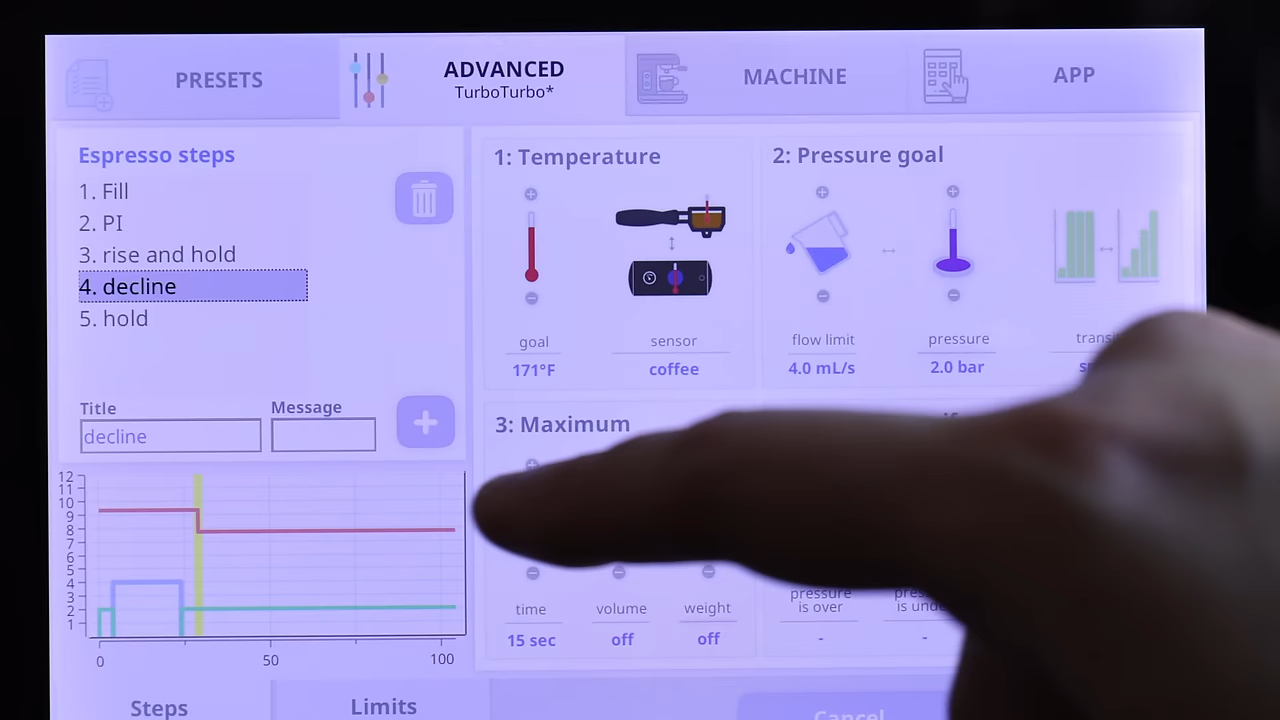 PRESETS
ADVANCED
TurboTurbo*
MACHINE
APP
Espresso steps
1. Fill
2. PI
3. rise and hold
4. decline
5. hold
Title
Message
decline
1: Temperature
goal
sensor
171°F
coffee
2: Pressure goal
flow limit
pressure
4.0 mL/s
2.0 bar
3: Maximum
time
volume
weight
15 sec
off
off
pressure
is over
is unde
-
-
12
11
10
9
8
7
6
5
4
3
2
1
0
50
100
Steps
Limits
Cancel